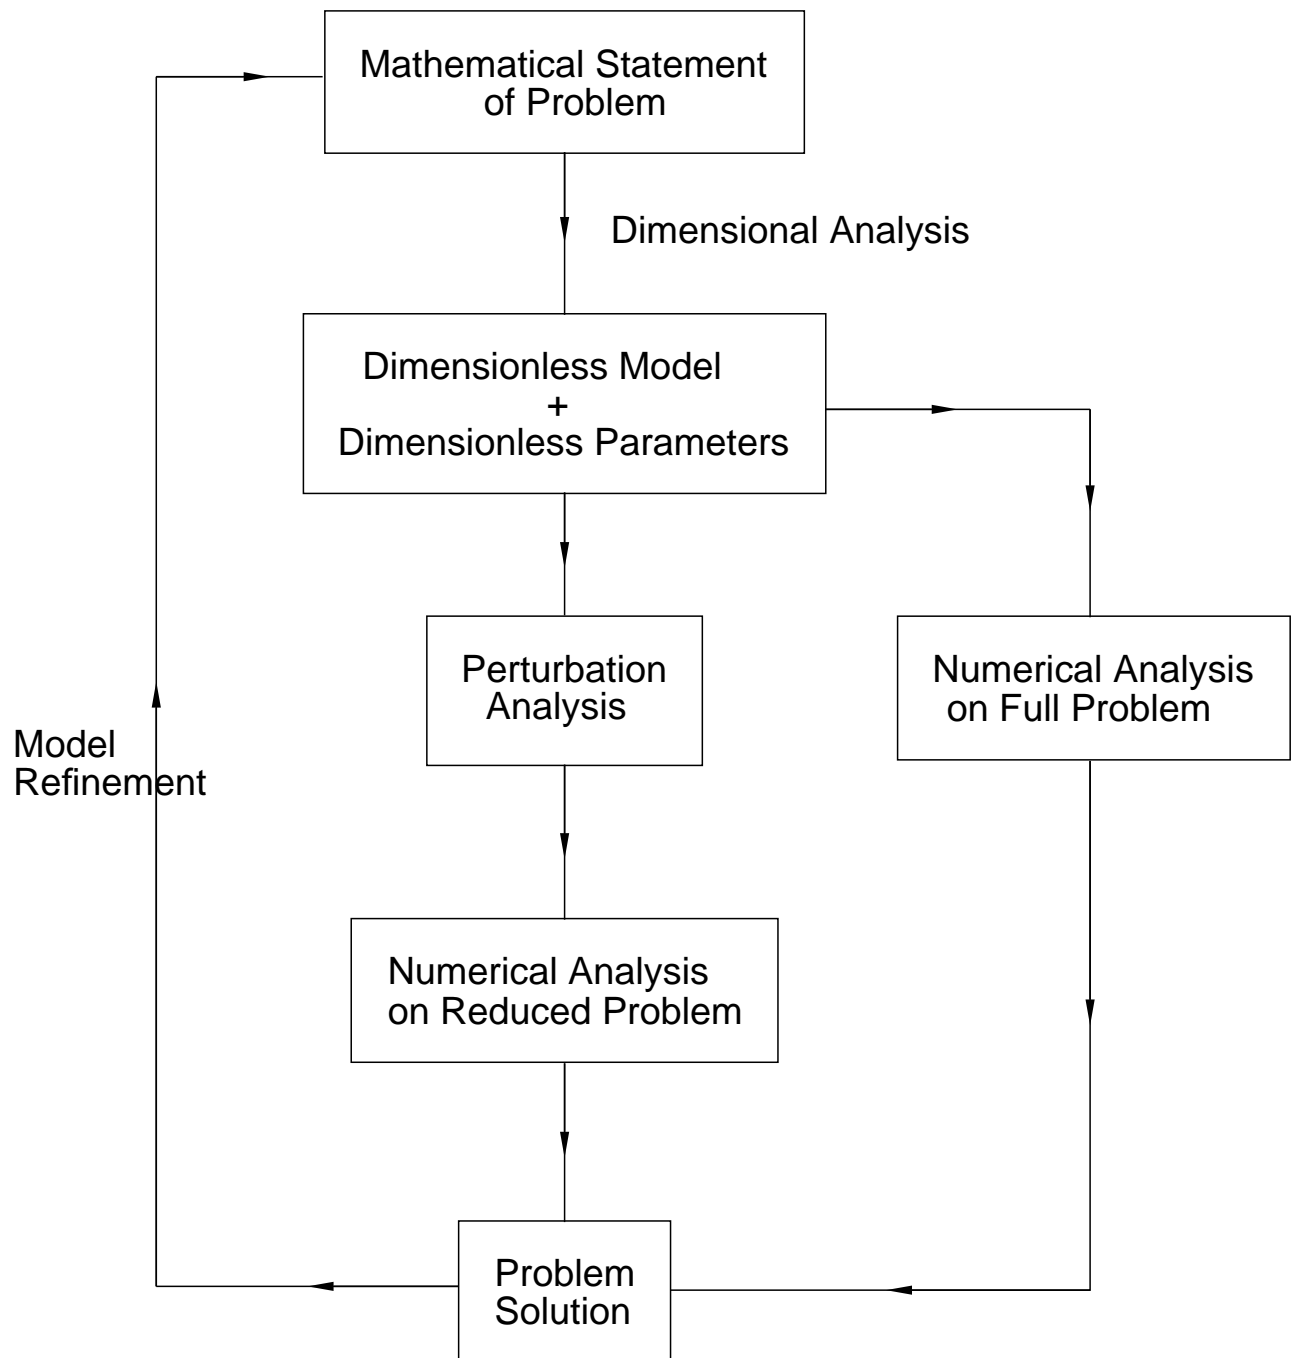 Mathematical Statement
of Problem
Dimensional Analysis
Dimensionless Model
+
Dimensionless Parameters
Perturbation
Analysis
Numerical Analysis
on Full Problem
Model
Refinement
Numerical Analysis
on Reduced Problem
Problem
Solution